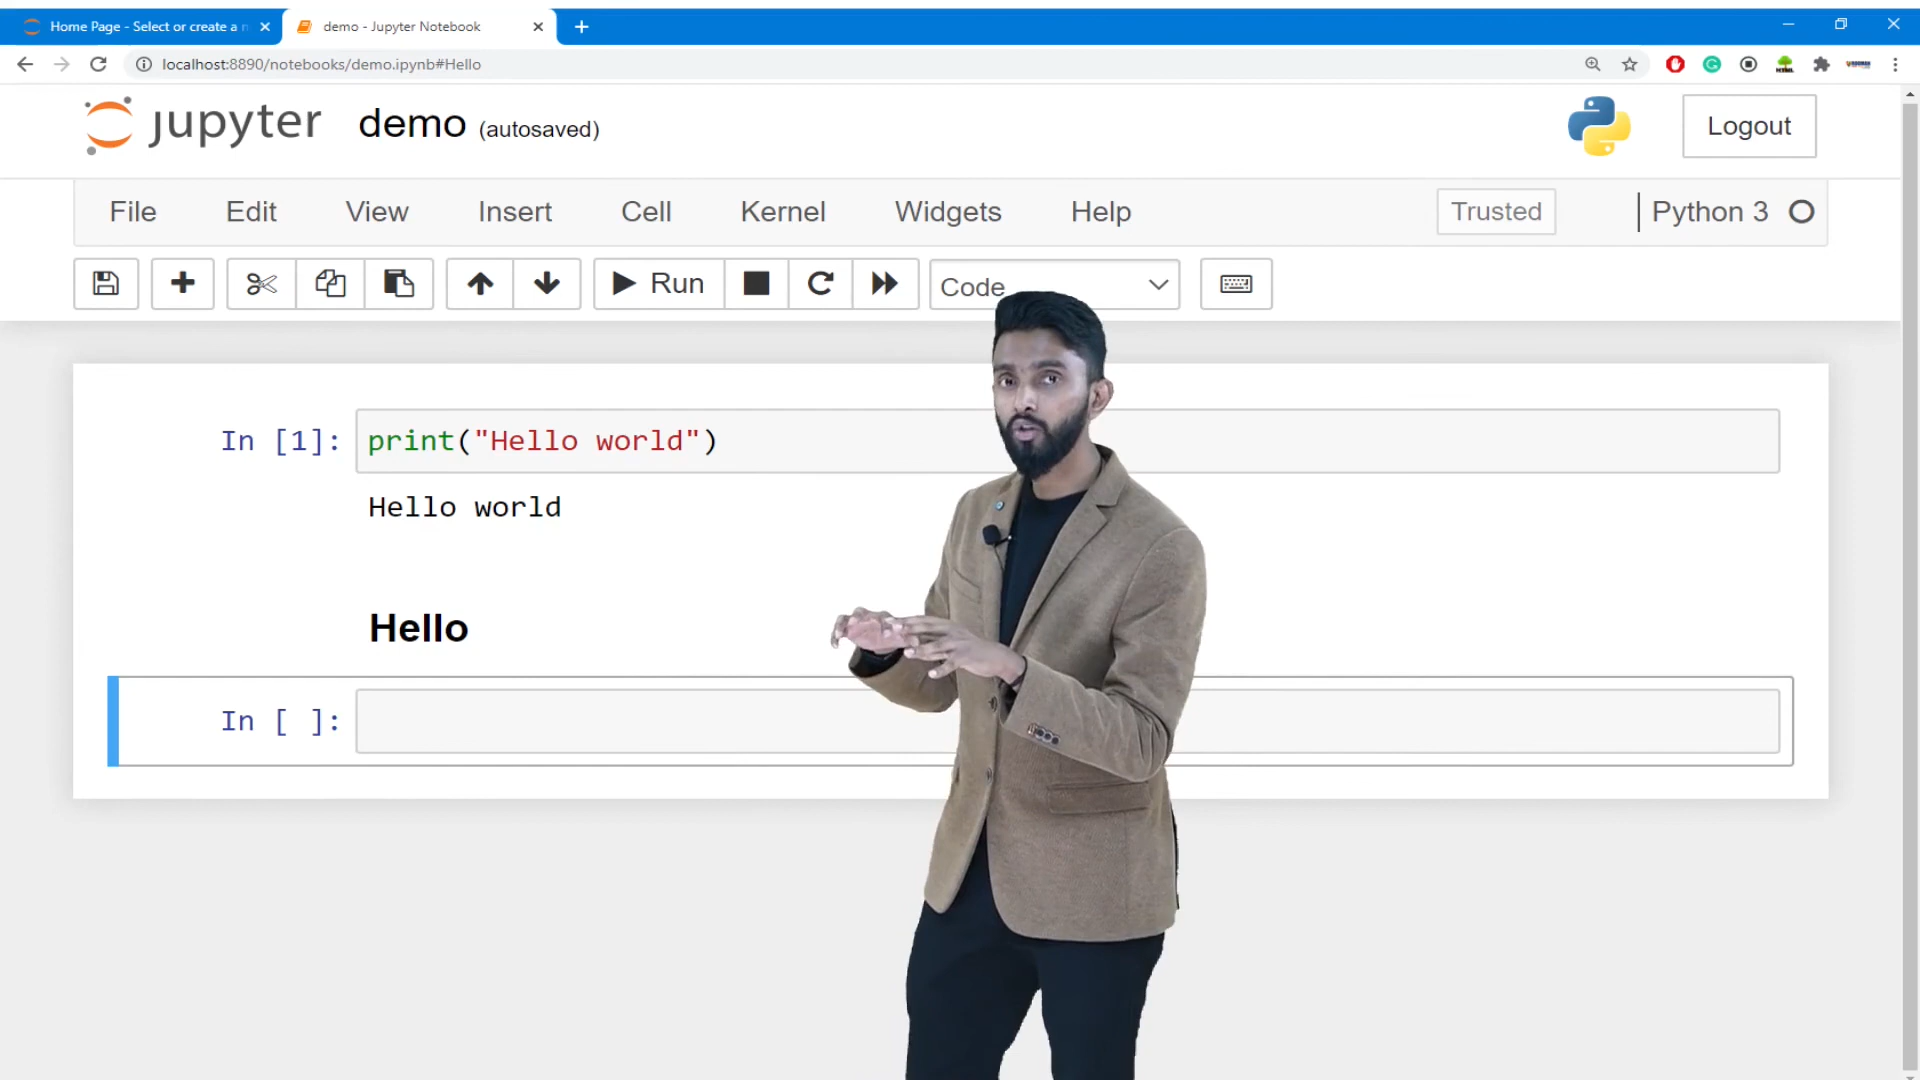 Home Page - Select or create a
demo - Jupyter Notebook
localhost:8890/notebooks/demo.ipynb#Hello
jupyter demo (autosaved)
Logout
File Edit View Insert Cell Kernel Widgets Help Trusted Python 3
Run Code
In [1]: print("Hello world")
Hello world
Hello
In [ ]: